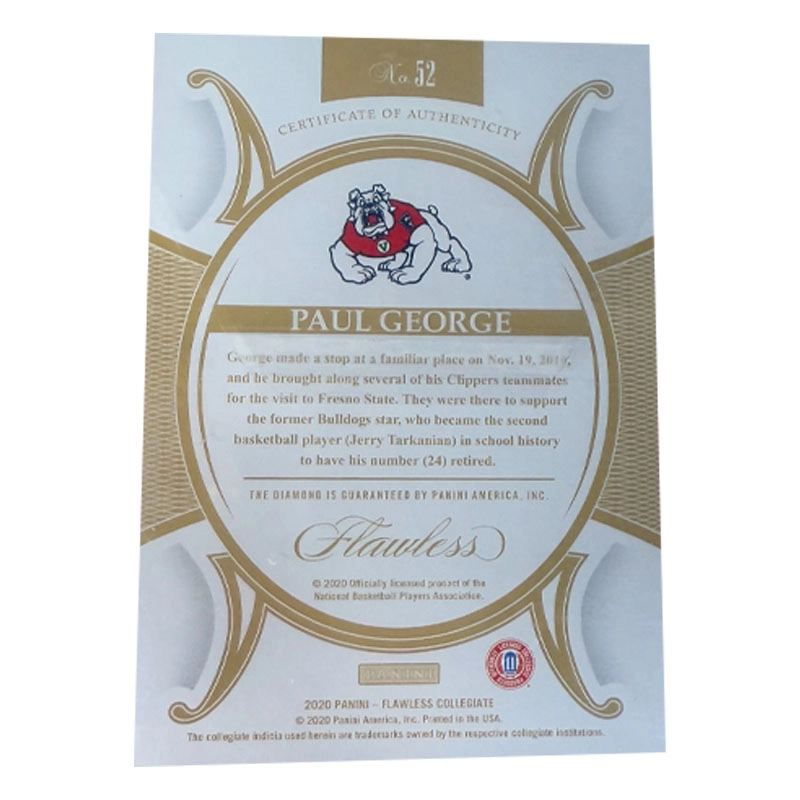 No. 52
CERTIFICATE OF AUTHENTICITY
PAUL GEORGE
George made a stop at a familiar place on Nov. 19,
and he brought along several of his Clippers teammates
for the visit to Fresno State. They were there to support
the former Bulldogs star, who became the second
basketball player (Jerry Tarkanian) in school history
to have his number (24) retired.
THE DIAMOND IS GUARANTEED BY PANINI AMERICA, INC.
Flawless
© 2020 Officially licensed product of the
National Basketball Players Association.
PANINI
2020 PANINI – FLAWLESS COLLEGIATE
© 2020 Panini America, Inc. Printed in the USA.
The collegiate indicia used herein are trademarks owned by the respective collegiate institutions.